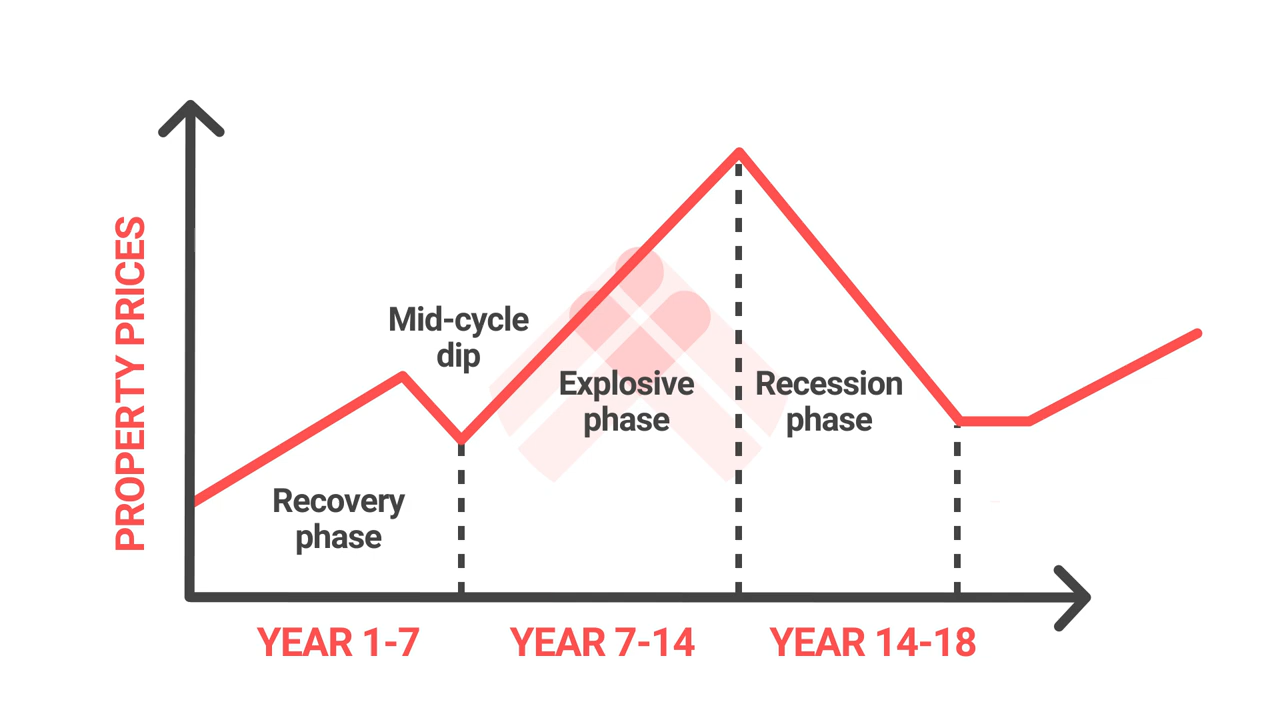 PROPERTY PRICES
Mid-cycle
dip
Explosive
phase
Recession
phase
Recovery
phase
YEAR 1-7
YEAR 7-14
YEAR 14-18